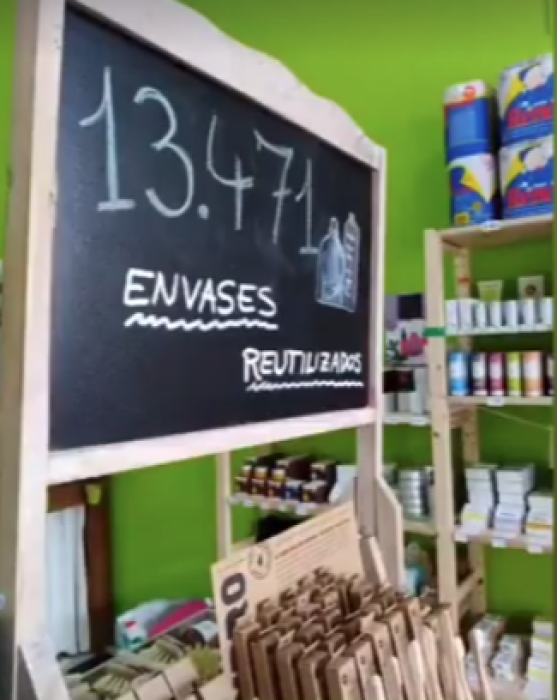 13.471
ENVASES
REUTILIZADOS